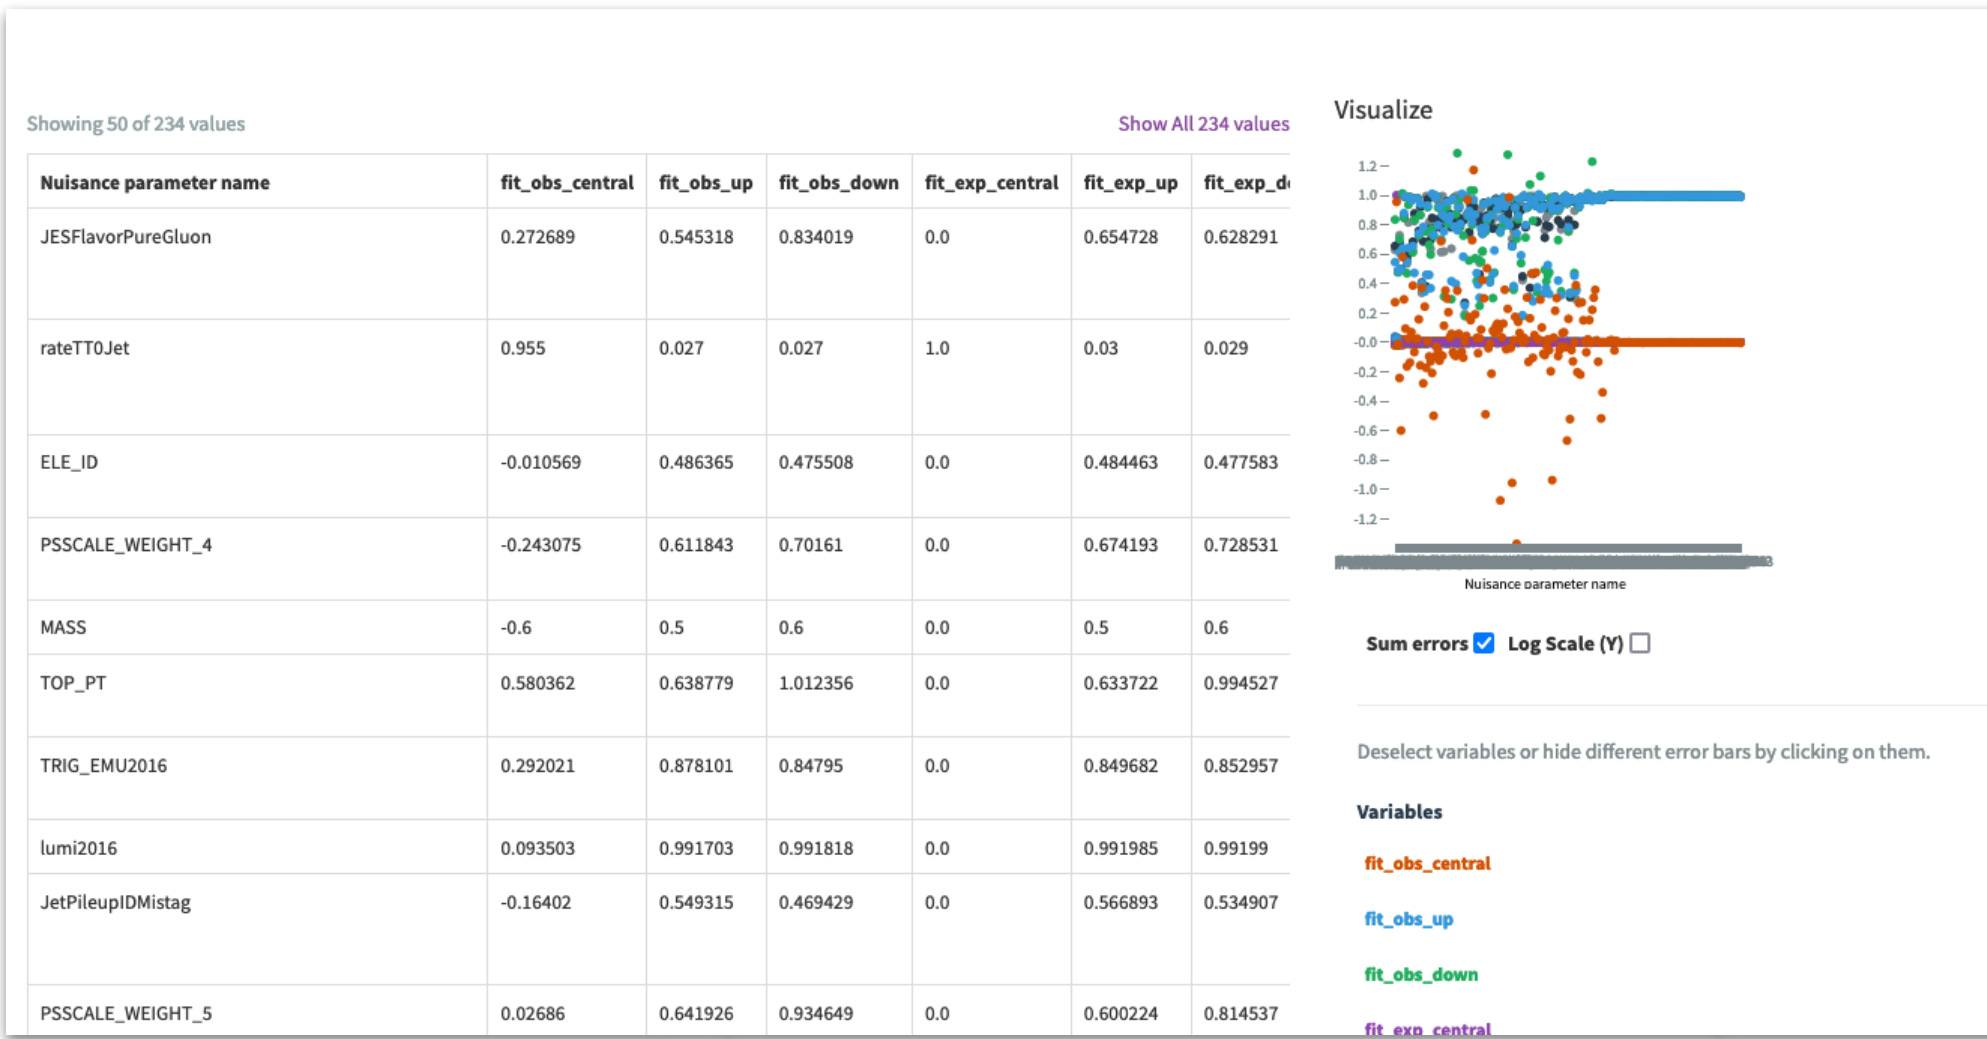 Showing 50 of 234 values
Show All 234 values
Nuisance parameter name fit_obs_central fit_obs_up fit_obs_down fit_exp_central fit_exp_up
JESFlavorPureGluon 0.272689 0.545318 0.834019 0.0 0.654728 0.628291
rateTT0Jet 0.955 0.027 0.027 1.0 0.03 0.029
ELE_ID -0.010569 0.486365 0.475508 0.0 0.484463 0.477583
PSSCALE_WEIGHT_4 -0.243075 0.611843 0.70161 0.0 0.674193 0.728531
MASS -0.6 0.5 0.6 0.0 0.5 0.6
TOP_PT 0.580362 0.638779 1.012356 0.0 0.633722 0.994527
TRIG_EMU2016 0.292021 0.878101 0.84795 0.0 0.849682 0.852957
lumi2016 0.093503 0.991703 0.991818 0.0 0.991985 0.99199
JetPileupIDMistag -0.16402 0.549315 0.469429 0.0 0.566893 0.534907
PSSCALE_WEIGHT_5 0.02686 0.641926 0.934649 0.0 0.600224 0.814537
Visualize
1.2
1.0
0.8
0.6
0.4
0.2
-0.0
-0.2
-0.4
-0.6
-0.8
-1.0
-1.2
Nuisance parameter name
Sum errors Log Scale (Y)
Deselect variables or hide different error bars by clicking on them.
Variables
fit_obs_central
fit_obs_up
fit_obs_down
fit_exp_central